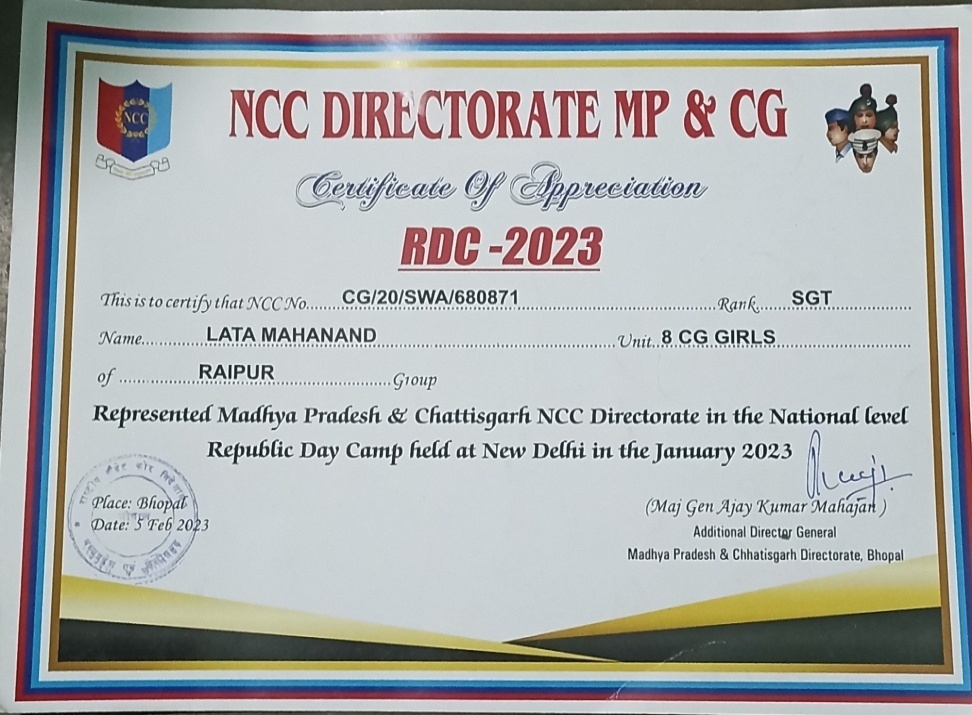 NCC
NCC DIRECTORATE MP & CG
Certificate Of Appreciation
RDC -2023
This is to certify that NCC No...... CG/20/SWA/680871 ............Rank...... SGT ............
Name............ LATA MAHANAND ............Unit.. 8 CG GIRLS ............
of ............ RAIPUR ............Group
Represented Madhya Pradesh & Chattisgarh NCC Directorate in the National level
Republic Day Camp held at New Delhi in the January 2023
Place: Bhopal
Date: 5 Feb 2023
(Maj Gen Ajay Kumar Mahajan )
Additional Director General
Madhya Pradesh & Chhatisgarh Directorate, Bhopal